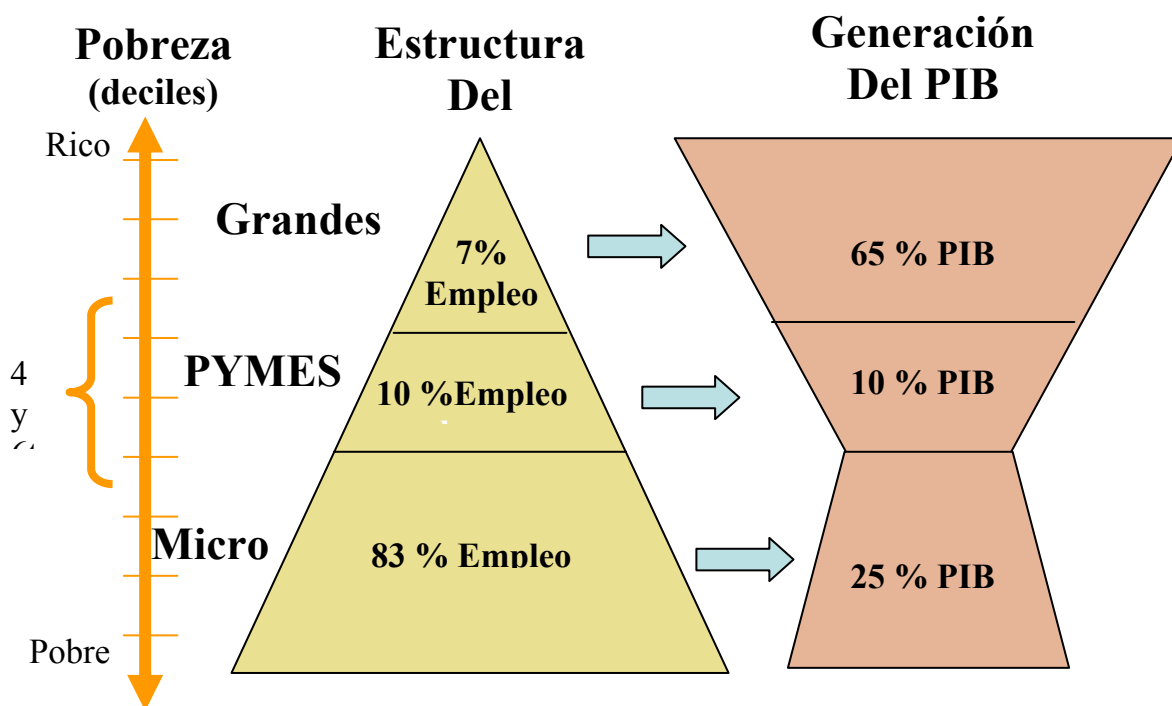 Pobreza
(deciles)
Estructura
Del
Generación
Del PIB
Rico
Grandes
7%
Empleo
65 % PIB
4
y
PYMES
10 %Empleo
10 % PIB
Micro
83 % Empleo
25 % PIB
Pobre